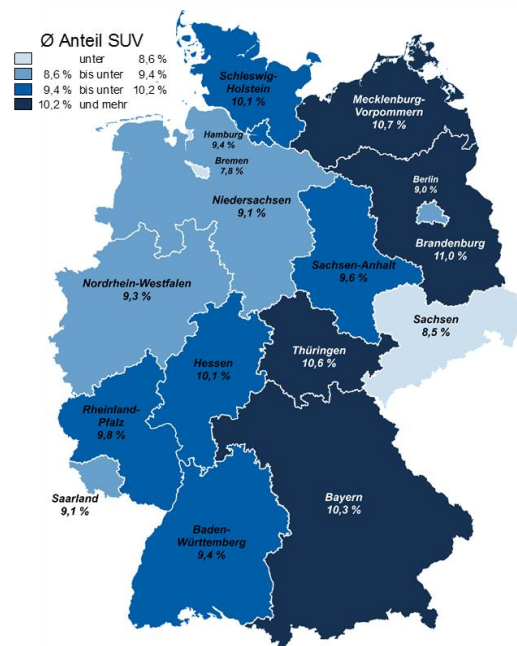 Ø Anteil SUV
unter 8,6 %
8,6 % bis unter 9,4 %
9,4 % bis unter 10,2 %
10,2 % und mehr
Schleswig-
Holstein
10,1 %
Mecklenburg-
Vorpommern
10,7 %
Hamburg
9,4 %
Bremen
7,8 %
Berlin
9,0 %
Niedersachsen
9,1 %
Brandenburg
11,0 %
Sachsen-Anhalt
9,6 %
Nordrhein-Westfalen
9,3 %
Sachsen
8,5 %
Thüringen
10,6 %
Hessen
10,1 %
Rheinland-
Pfalz
9,8 %
Saarland
9,1 %
Bayern
10,3 %
Baden-
Württemberg
9,4 %